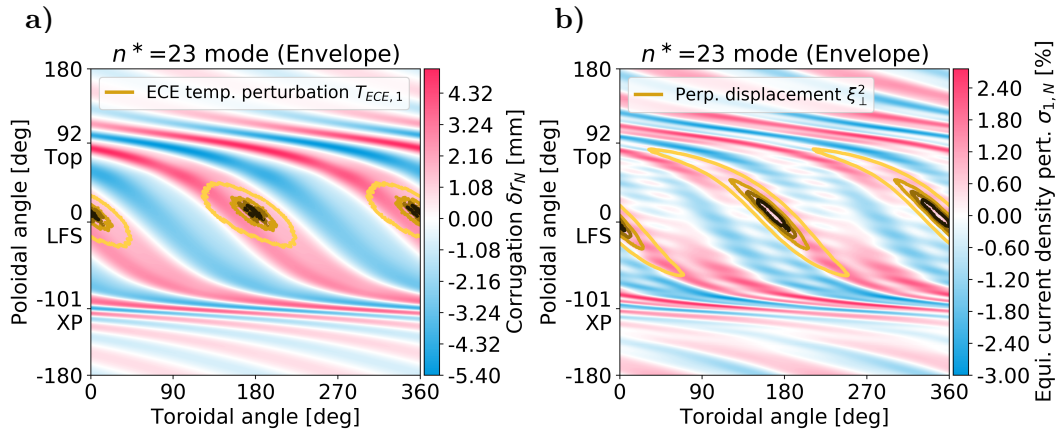 a)
n*=23 mode (Envelope)
ECE temp. perturbation T_{ECE,1}
180
92
Top
0
LFS
-101
XP
-180
Poloidal angle [deg]
0 90 180 270 360
Toroidal angle [deg]
4.32
3.24
2.16
1.08
0.00
-1.08
-2.16
-3.24
-4.32
-5.40
Corrugation δr_N [mm]
b)
n*=23 mode (Envelope)
Perp. displacement ξ_⊥^2
180
92
Top
0
LFS
-101
XP
-180
Poloidal angle [deg]
0 90 180 270 360
Toroidal angle [deg]
2.40
1.80
1.20
0.60
0.00
-0.60
-1.20
-1.80
-2.40
-3.00
Equi. current density pert. σ_{1,N} [%]